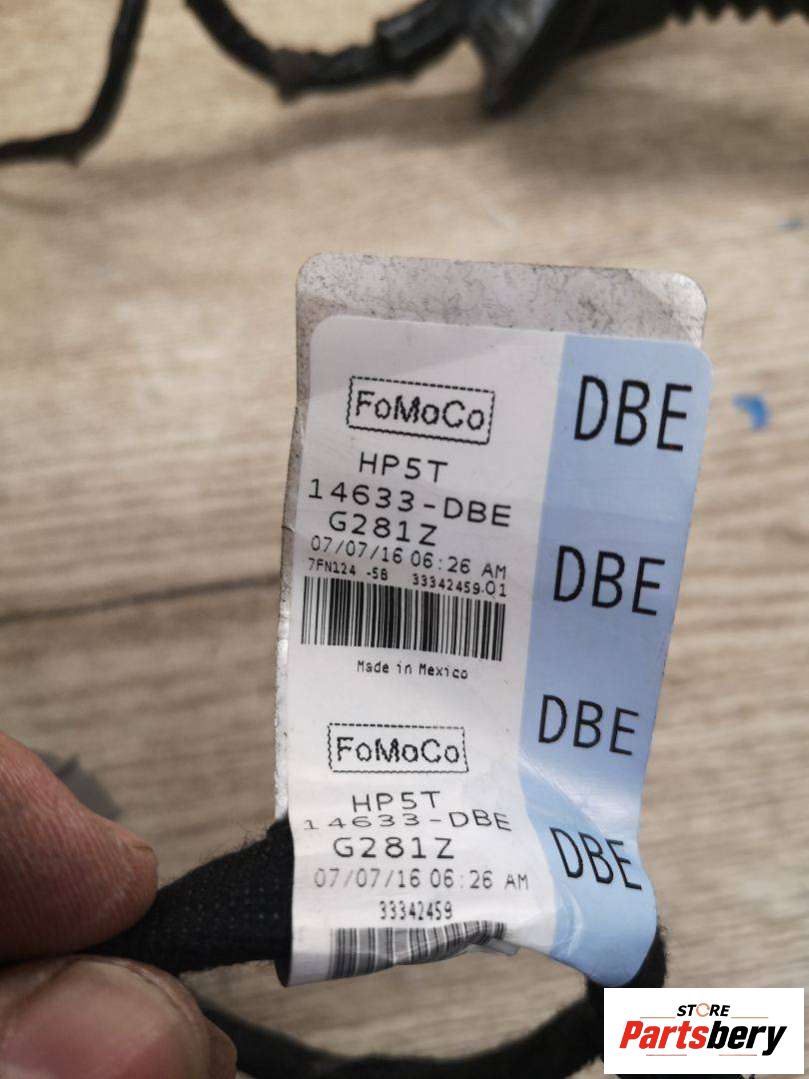 FoMoCo
HP5T
14633-DBE
G281Z
07/07/16 06:26 AM
7FN124 -5B 33342459-01
Made in Mexico
DBE
DBE
DBE
DBE
FoMoCo
HP5T
14633-DBE
G281Z
07/07/16 06:26 AM
33342459
STORE
Partsbery